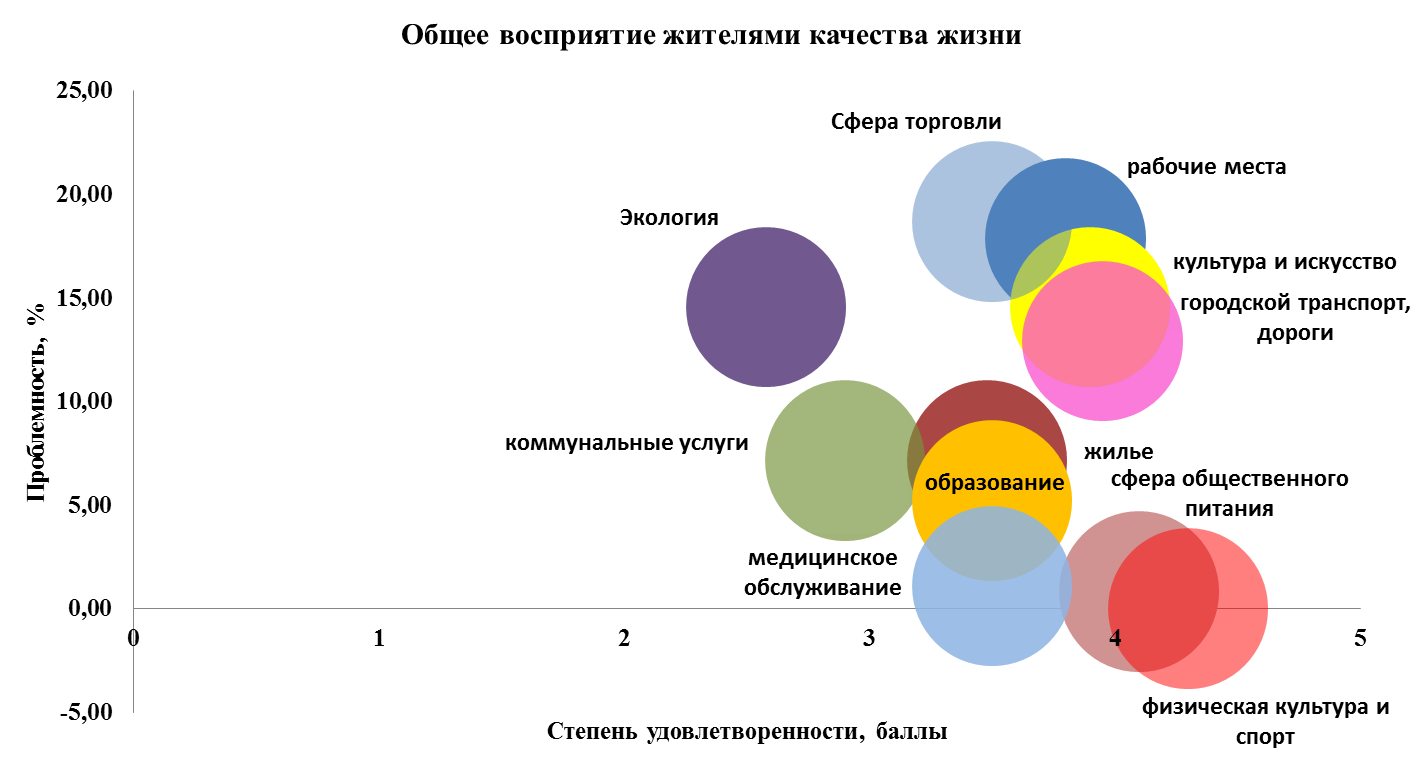 Общее восприятие жителями качества жизни
25,00
20,00
15,00
10,00
5,00
0,00
-5,00
Проблемность, %
Сфера торговли
рабочие места
Экология
культура и искусство
городской транспорт,
дороги
коммунальные услуги
жилье
образование
сфера общественного
питания
медицинское
обслуживание
0
1
2
3
4
5
физическая культура и
спорт
Степень удовлетворенности, баллы